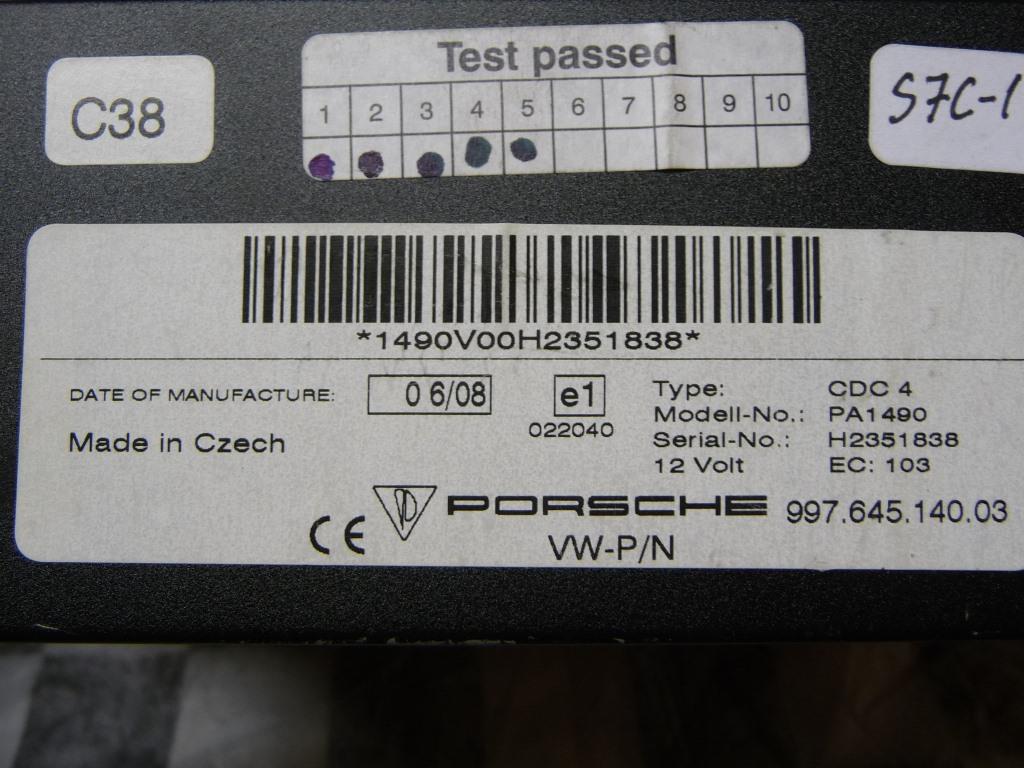 C38
Test passed
1 2 3 4 5 6 7 8 9 10
S7C-1
*1490V00H2351838*
DATE OF MANUFACTURE: 0 6/08
Made in Czech
e1
022040
Type: CDC 4
Modell-No.: PA1490
Serial-No.: H2351838
12 Volt EC: 103
CE
PORSCHE 997.645.140.03
VW-P/N